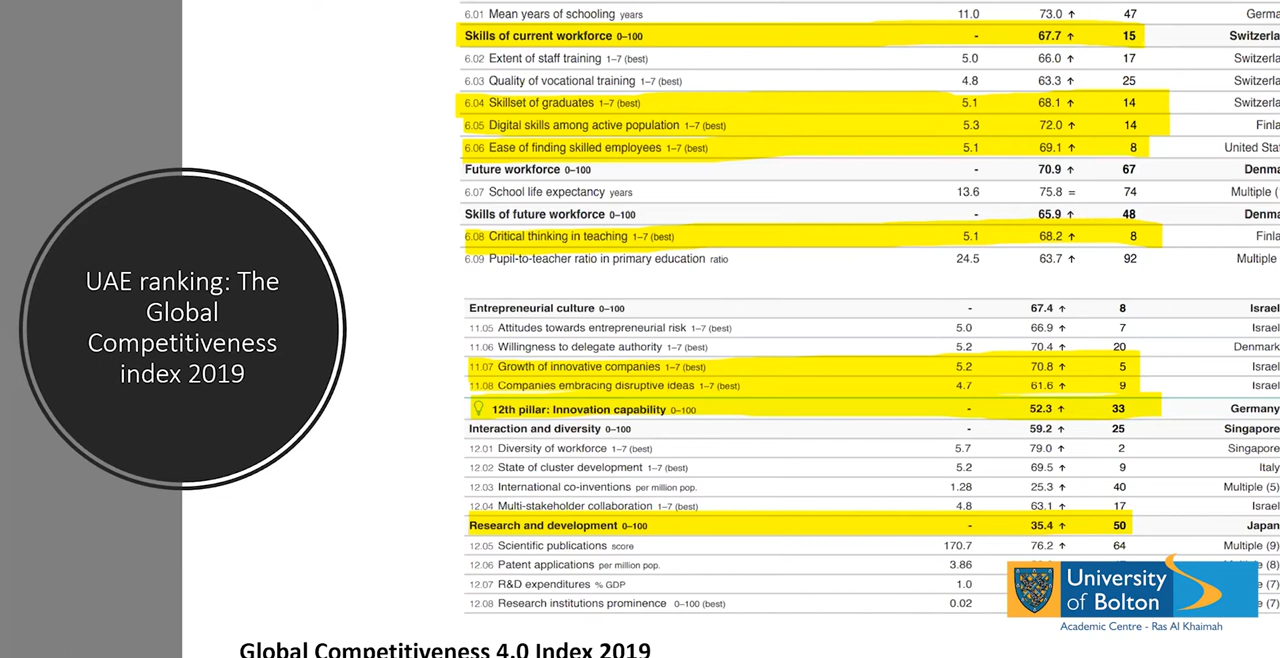 UAE ranking: The
Global
Competitiveness
index 2019
6.01 Mean years of schooling years 11.0 73.0 ↑ 47 Germa
Skills of current workforce 0–100 - 67.7 ↑ 15 Switzerla
6.02 Extent of staff training 1–7 (best) 5.0 66.0 ↑ 17 Switzerla
6.03 Quality of vocational training 1–7 (best) 4.8 63.3 ↑ 25 Switzerla
6.04 Skillset of graduates 1–7 (best) 5.1 68.1 ↑ 14 Switzerla
6.05 Digital skills among active population 1–7 (best) 5.3 72.0 ↑ 14 Finla
6.06 Ease of finding skilled employees 1–7 (best) 5.1 69.1 ↑ 8 United Stat
Future workforce 0–100 - 70.9 ↑ 67 Denma
6.07 School life expectancy years 13.6 75.8 = 74 Multiple (
Skills of future workforce 0–100 - 65.9 ↑ 48 Denma
6.08 Critical thinking in teaching 1–7 (best) 5.1 68.2 ↑ 8 Finla
6.09 Pupil-to-teacher ratio in primary education ratio 24.5 63.7 ↑ 92 Multiple
Entrepreneurial culture 0–100 - 67.4 ↑ 8 Israel
11.05 Attitudes towards entrepreneurial risk 1–7 (best) 5.0 66.9 ↑ 7 Israel
11.06 Willingness to delegate authority 1–7 (best) 5.2 70.4 ↑ 20 Denmark
11.07 Growth of innovative companies 1–7 (best) 5.2 70.8 ↑ 5 Israel
11.08 Companies embracing disruptive ideas 1–7 (best) 4.7 61.6 ↑ 9 Israel
12th pillar: Innovation capability 0–100 - 52.3 ↑ 33 Germany
Interaction and diversity 0–100 - 59.2 ↑ 25 Singapore
12.01 Diversity of workforce 1–7 (best) 5.7 79.0 ↑ 2 Singapore
12.02 State of cluster development 1–7 (best) 5.2 69.5 ↑ 9 Italy
12.03 International co-inventions per million pop. 1.28 25.3 ↑ 40 Multiple (5)
12.04 Multi-stakeholder collaboration 1–7 (best) 4.8 63.1 ↑ 17 Israel
Research and development 0–100 - 35.4 ↑ 50 Japan
12.05 Scientific publications score 170.7 76.2 ↑ 64 Multiple (9)
12.06 Patent applications per million pop. 3.86 e (8)
12.07 R&D expenditures % GDP 1.0 e (7)
12.08 Research institutions prominence 0–100 (best) 0.02 e (7)
University
of Bolton
Academic Centre - Ras Al Khaimah
Global Competitiveness 4.0 Index 2019